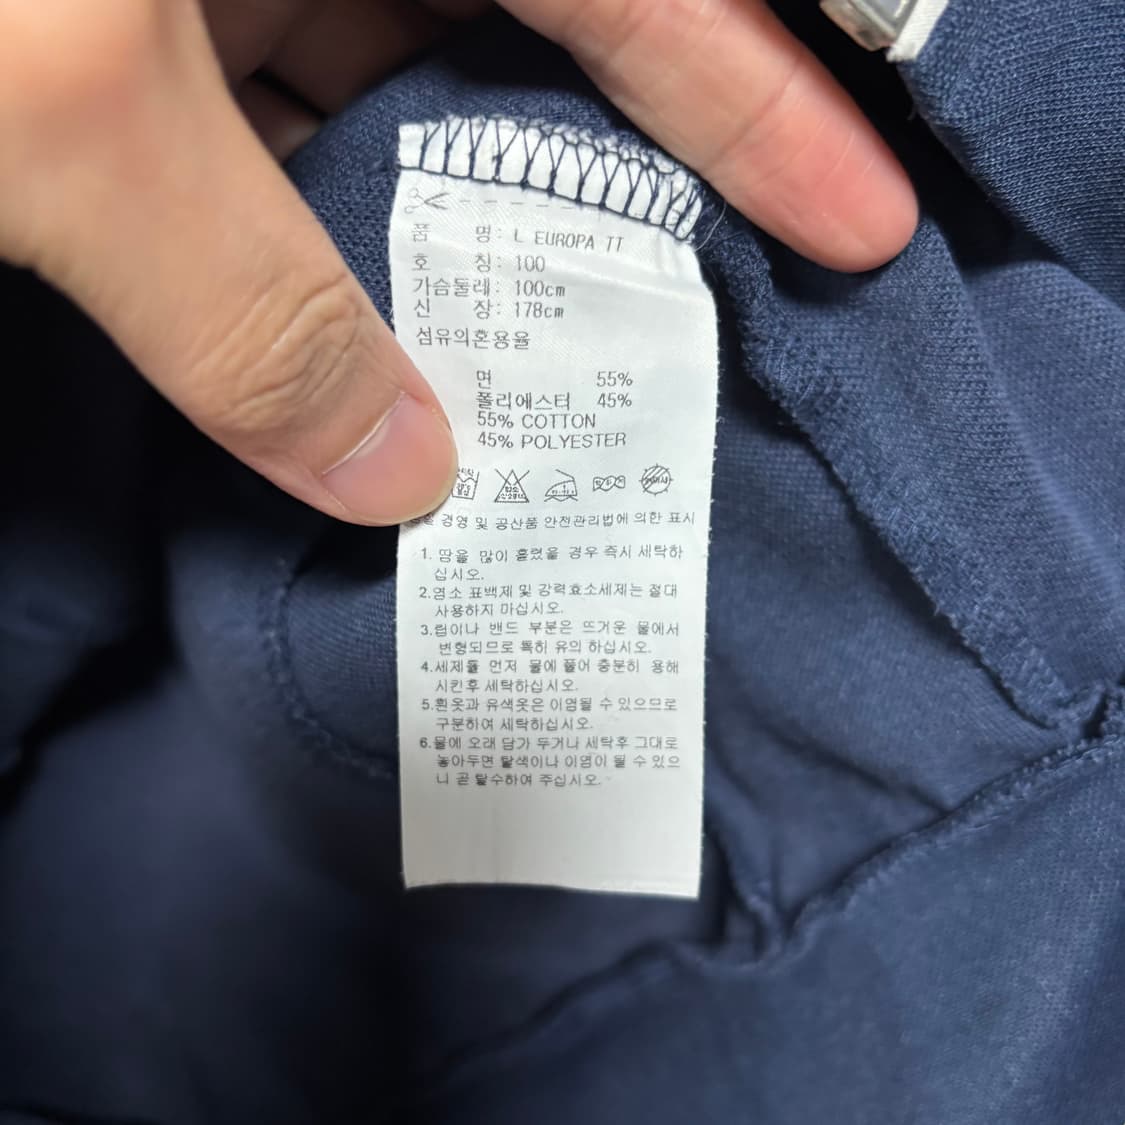 품 명: L EUROPA TT
호 칭: 100
가슴둘레: 100cm
신 장: 178cm
섬유의혼용율
면 55%
폴리에스터 45%
55% COTTON
45% POLYESTER
경영 및 공산품 안전관리법에 의한 표시
1. 땀을 많이 흘렸을 경우 즉시 세탁하
십시오.
2.염소 표백제 및 강력효소세제는 절대
사용하지 마십시오.
3.립이나 밴드 부분은 뜨거운 물에서
변형되므로 특히 유의 하십시오.
4.세제를 먼저 물에 풀어 충분히 용해
시킨후 세탁하십시오.
5.흰옷과 유색옷은 이염될 수 있으므로
구분하여 세탁하십시오.
6.물에 오래 담가 두거나 세탁후 그대로
놓아두면 탈색이나 이염이 될 수 있으
니 곧 탈수하여 주십시오.